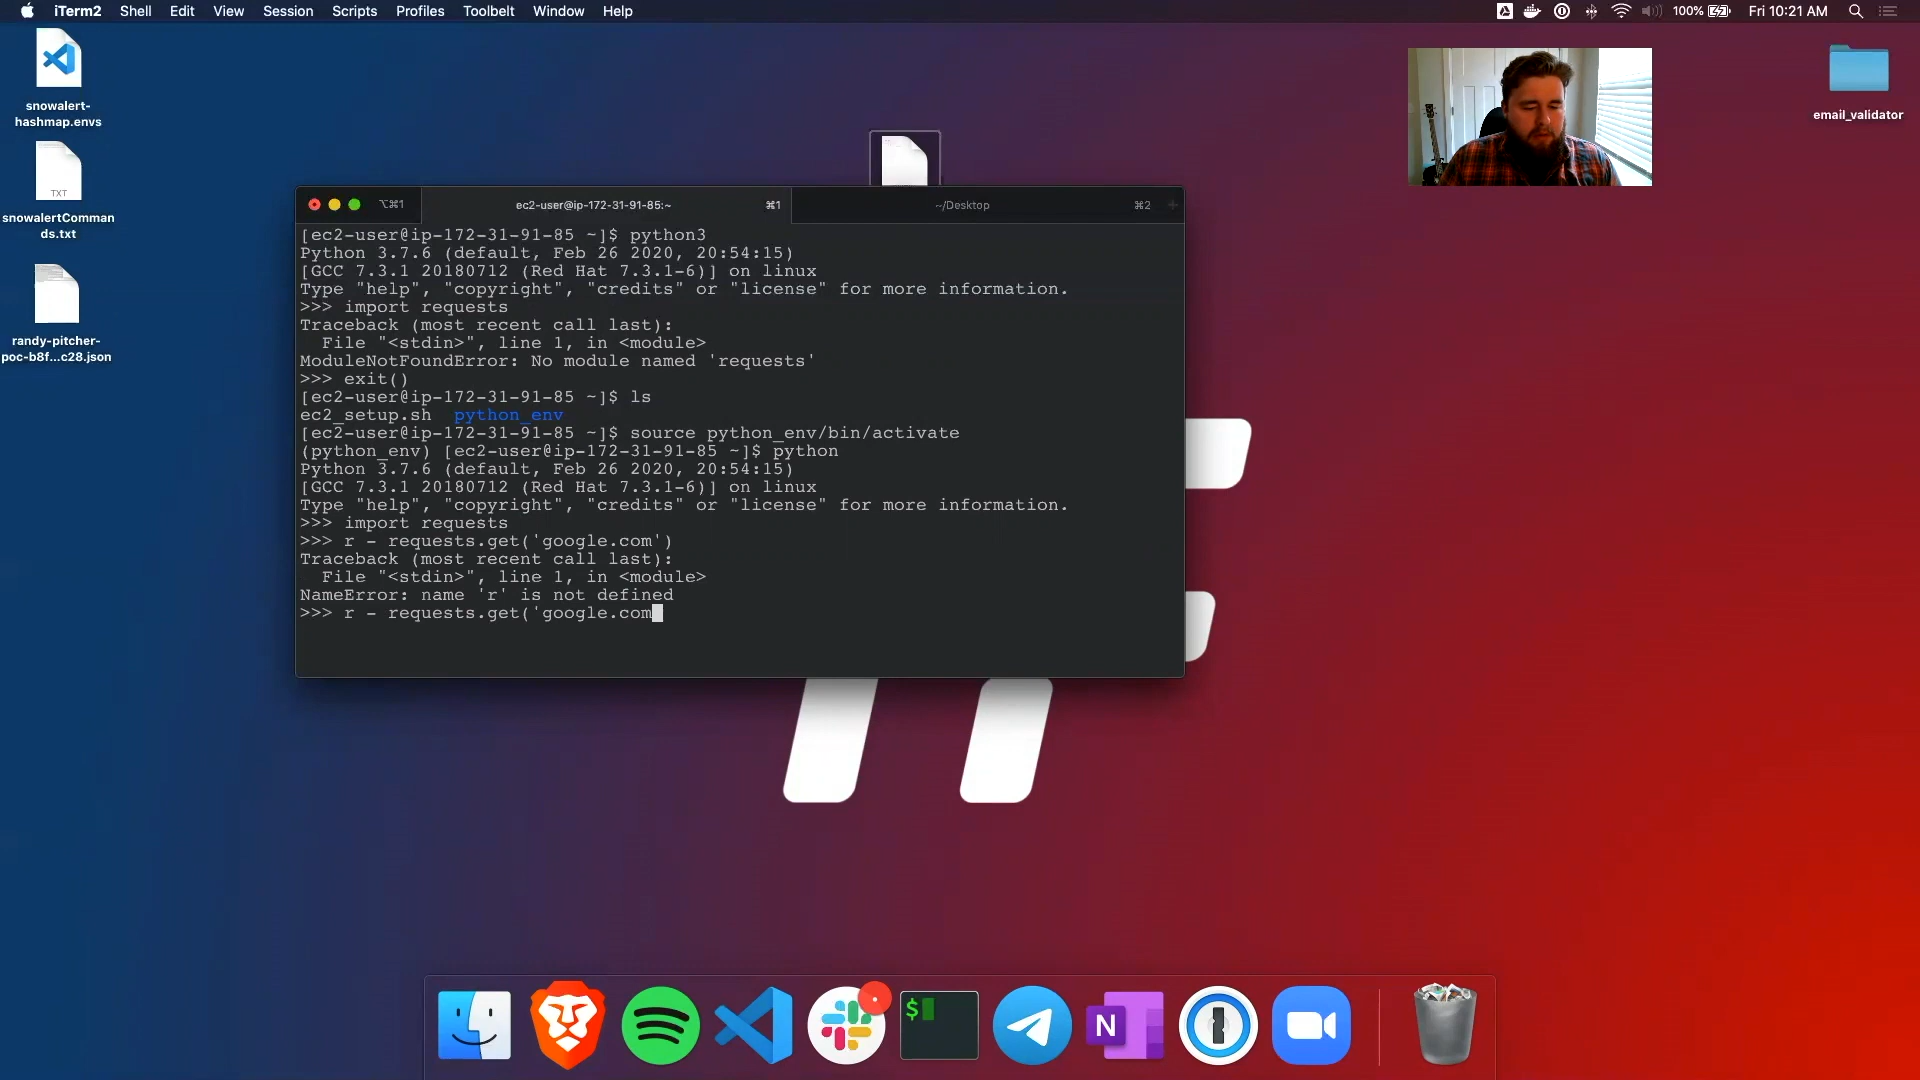 iTerm2 Shell Edit View Session Scripts Profiles Toolbelt Window Help 100% Fri 10:21 AM
snowalert-
hashmap.envs
TXT
snowalertComman
ds.txt
randy-pitcher-
poc-b8f...c28.json
email_validator
⌥⌘1 ec2-user@ip-172-31-91-85:~ ⌘1 ~/Desktop ⌘2 +
[ec2-user@ip-172-31-91-85 ~]$ python3
Python 3.7.6 (default, Feb 26 2020, 20:54:15)
[GCC 7.3.1 20180712 (Red Hat 7.3.1-6)] on linux
Type "help", "copyright", "credits" or "license" for more information.
>>> import requests
Traceback (most recent call last):
  File "<stdin>", line 1, in <module>
ModuleNotFoundError: No module named 'requests'
>>> exit()
[ec2-user@ip-172-31-91-85 ~]$ ls
ec2_setup.sh  python_env
[ec2-user@ip-172-31-91-85 ~]$ source python_env/bin/activate
(python_env) [ec2-user@ip-172-31-91-85 ~]$ python
Python 3.7.6 (default, Feb 26 2020, 20:54:15)
[GCC 7.3.1 20180712 (Red Hat 7.3.1-6)] on linux
Type "help", "copyright", "credits" or "license" for more information.
>>> import requests
>>> r - requests.get('google.com')
Traceback (most recent call last):
  File "<stdin>", line 1, in <module>
NameError: name 'r' is not defined
>>> r - requests.get('google.com
$
N